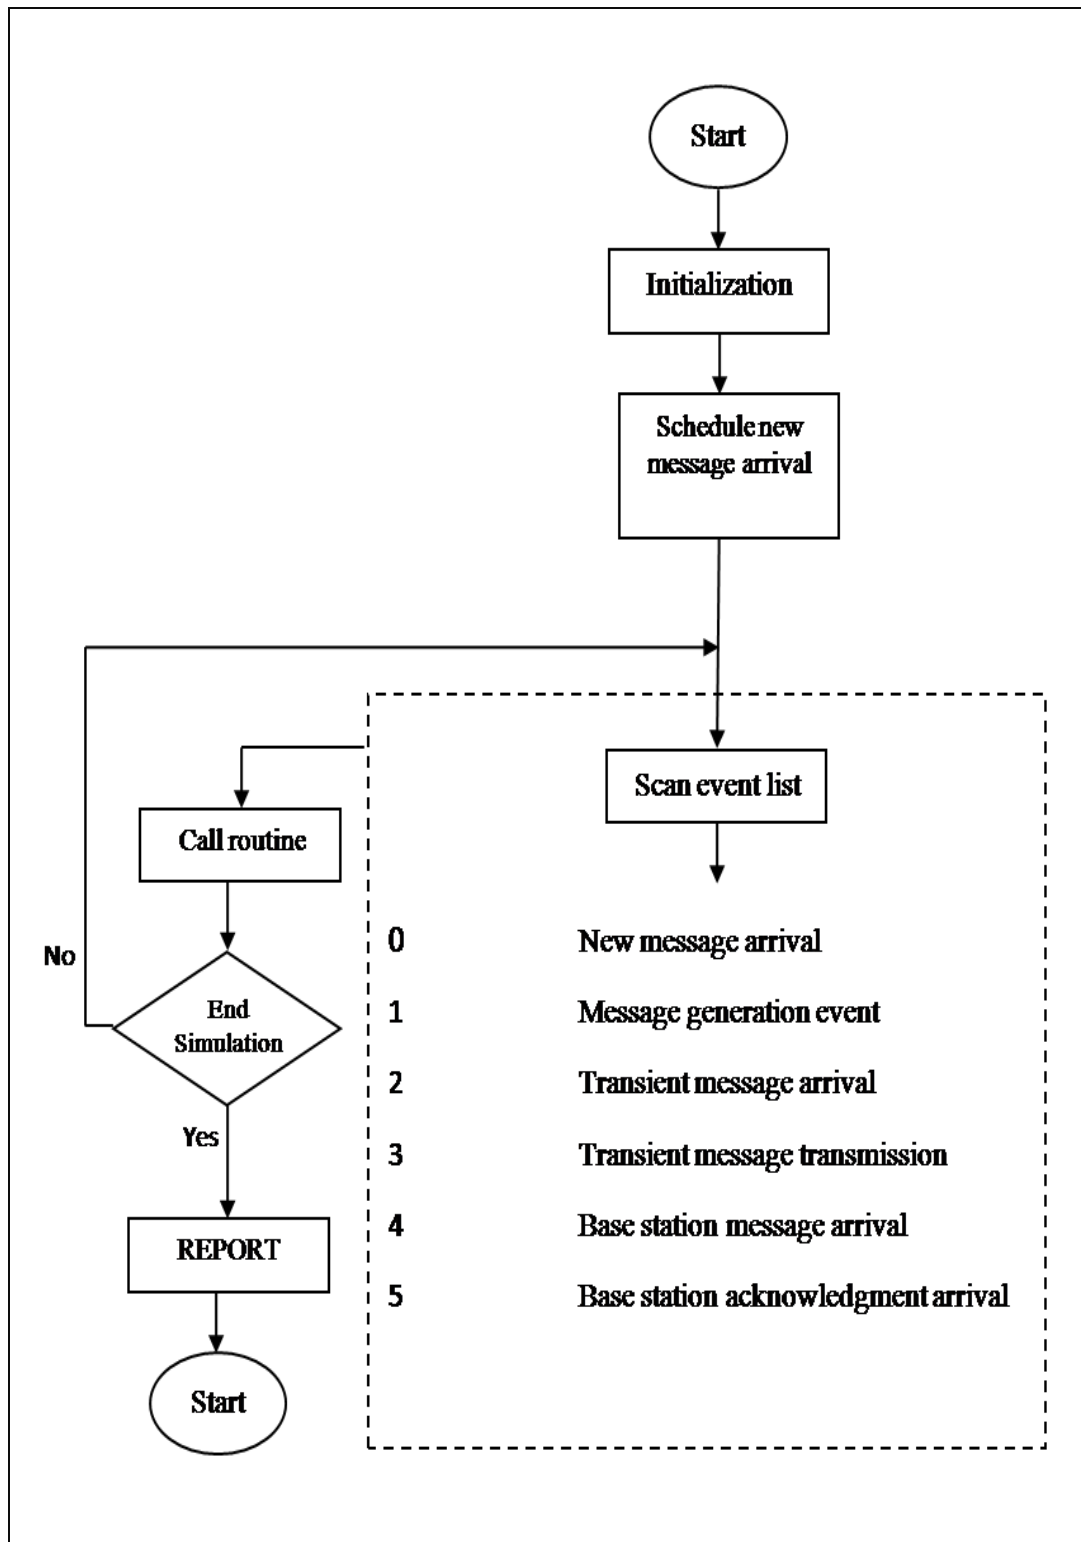 Start
Initialization
Schedule new
message arrival
Scan event list
Call routine
No
End
Simulation
Yes
REPORT
Start
0 New message arrival
1 Message generation event
2 Transient message arrival
3 Transient message transmission
4 Base station message arrival
5 Base station acknowledgment arrival